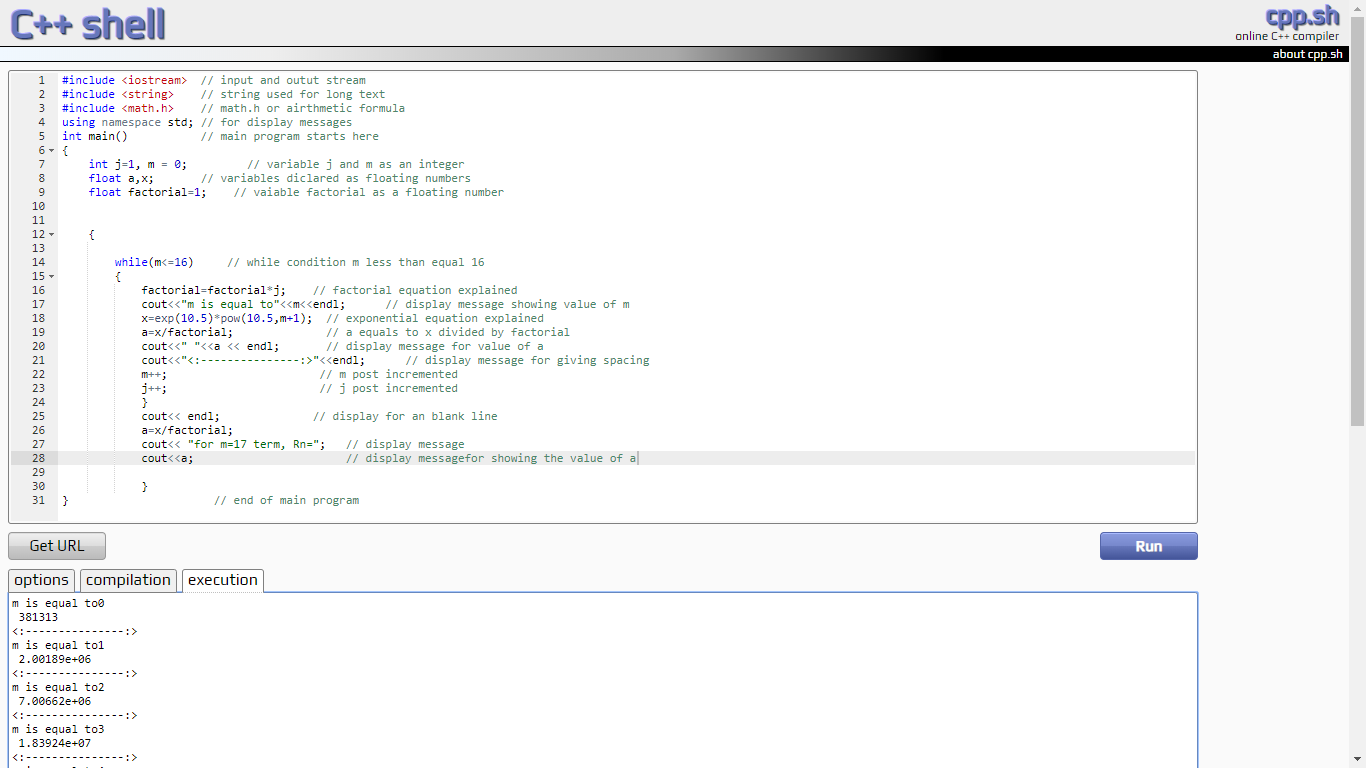 C++ shell
cpp.sh
online C++ compiler
about cpp.sh
1 #include <iostream>  // input and outut stream
2 #include <string>    // string used for long text
3 #include <math.h>    // math.h or airthmetic formula
4 using namespace std; // for display messages
5 int main()           // main program starts here
6 {
7     int j=1, m = 0;         // variable j and m as an integer
8     float a,x;       // variables diclared as floating numbers
9     float factorial=1;    // vaiable factorial as a floating number
10
11
12     {
13
14         while(m<=16)     // while condition m less than equal 16
15         {
16             factorial=factorial*j;    // factorial equation explained
17             cout<<"m is equal to"<<m<<endl;      // display message showing value of m
18             x=exp(10.5)*pow(10.5,m+1);  // exponential equation explained
19             a=x/factorial;              // a equals to x divided by factorial
20             cout<<" "<<a << endl;       // display message for value of a
21             cout<<"<:---------------:>"<<endl;      // display message for giving spacing
22             m++;                       // m post incremented
23             j++;                       // j post incremented
24             }
25             cout<< endl;              // display for an blank line
26             a=x/factorial;
27             cout<< "for m=17 term, Rn=";   // display message
28             cout<<a;                       // display messagefor showing the value of a
29
30             }
31 }                      // end of main program
Get URL
Run
options
compilation
execution
m is equal to0
 381313
<:---------------:>
m is equal to1
 2.00189e+06
<:---------------:>
m is equal to2
 7.00662e+06
<:---------------:>
m is equal to3
 1.83924e+07
<:---------------:>